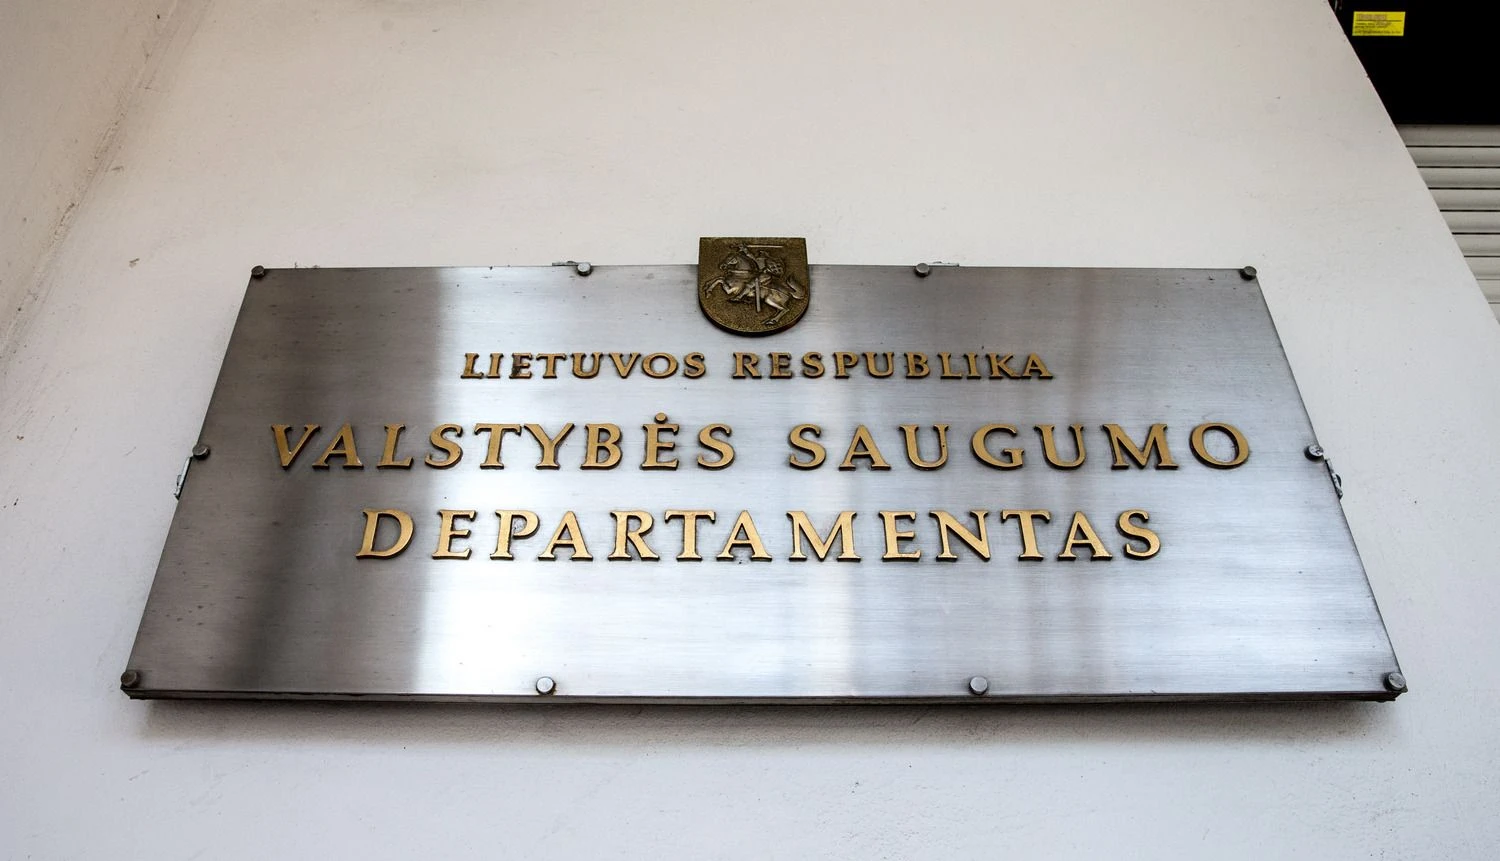 LIETUVOS RESPUBLIKA
VALSTYBĖS SAUGUMO
DEPARTAMENTAS